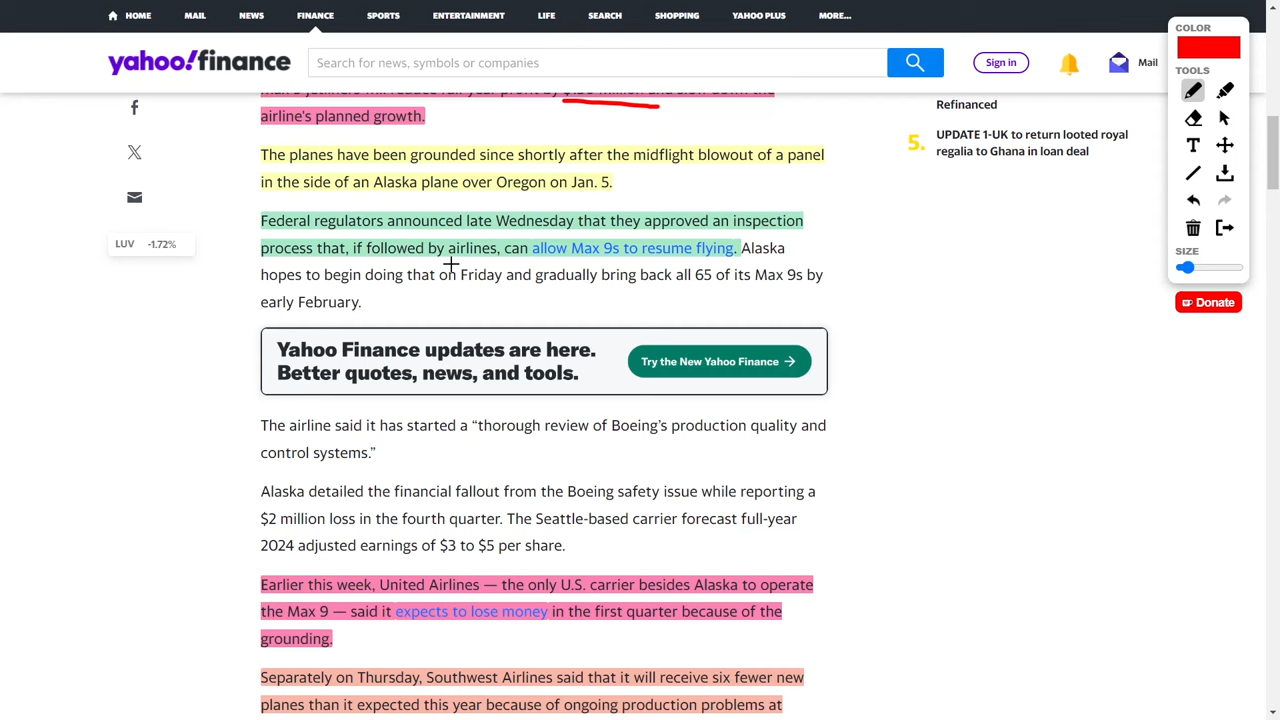 HOME MAIL NEWS FINANCE SPORTS ENTERTAINMENT LIFE SEARCH SHOPPING YAHOO PLUS MORE...
yahoo!finance
Search for news, symbols or companies
Sign in
Mail
airline's planned growth.
The planes have been grounded since shortly after the midflight blowout of a panel
in the side of an Alaska plane over Oregon on Jan. 5.
Federal regulators announced late Wednesday that they approved an inspection
process that, if followed by airlines, can allow Max 9s to resume flying. Alaska
hopes to begin doing that on Friday and gradually bring back all 65 of its Max 9s by
early February.
LUV -1.72%
Yahoo Finance updates are here.
Better quotes, news, and tools.
Try the New Yahoo Finance
The airline said it has started a “thorough review of Boeing’s production quality and
control systems.”
Alaska detailed the financial fallout from the Boeing safety issue while reporting a
$2 million loss in the fourth quarter. The Seattle-based carrier forecast full-year
2024 adjusted earnings of $3 to $5 per share.
Earlier this week, United Airlines — the only U.S. carrier besides Alaska to operate
the Max 9 — said it expects to lose money in the first quarter because of the
grounding.
Separately on Thursday, Southwest Airlines said that it will receive six fewer new
planes than it expected this year because of ongoing production problems at
Refinanced
5. UPDATE 1-UK to return looted royal
regalia to Ghana in loan deal
COLOR
TOOLS
T
SIZE
Donate